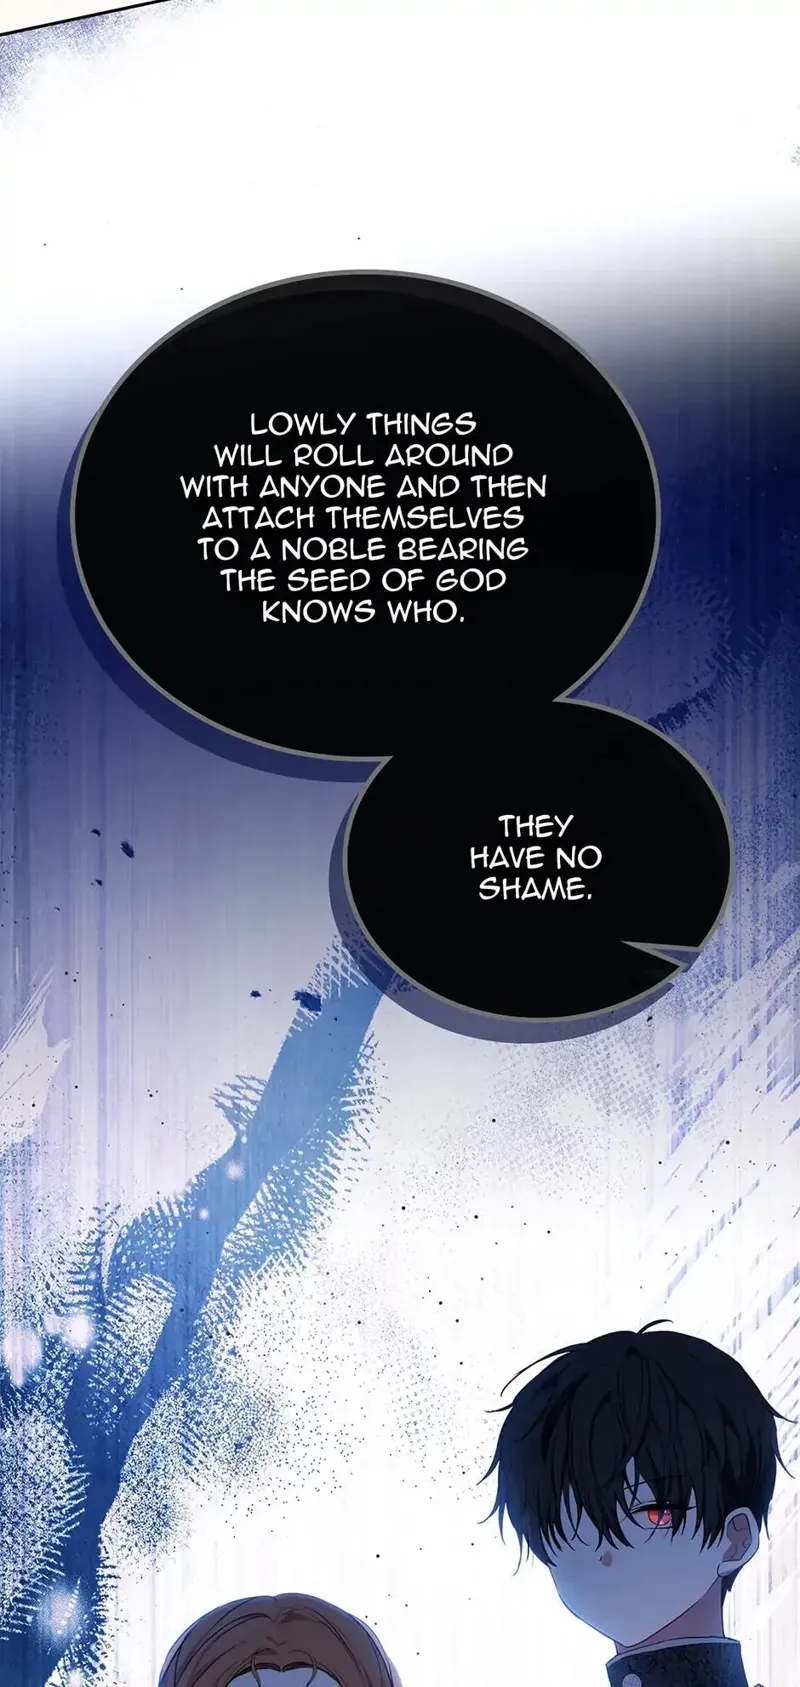 LOWLY THINGS
WILL ROLL AROUND
WITH ANYONE AND THEN
ATTACH THEMSELVES
TO A NOBLE BEARING
THE SEED OF GOD
KNOWS WHO.
THEY
HAVE NO
SHAME.